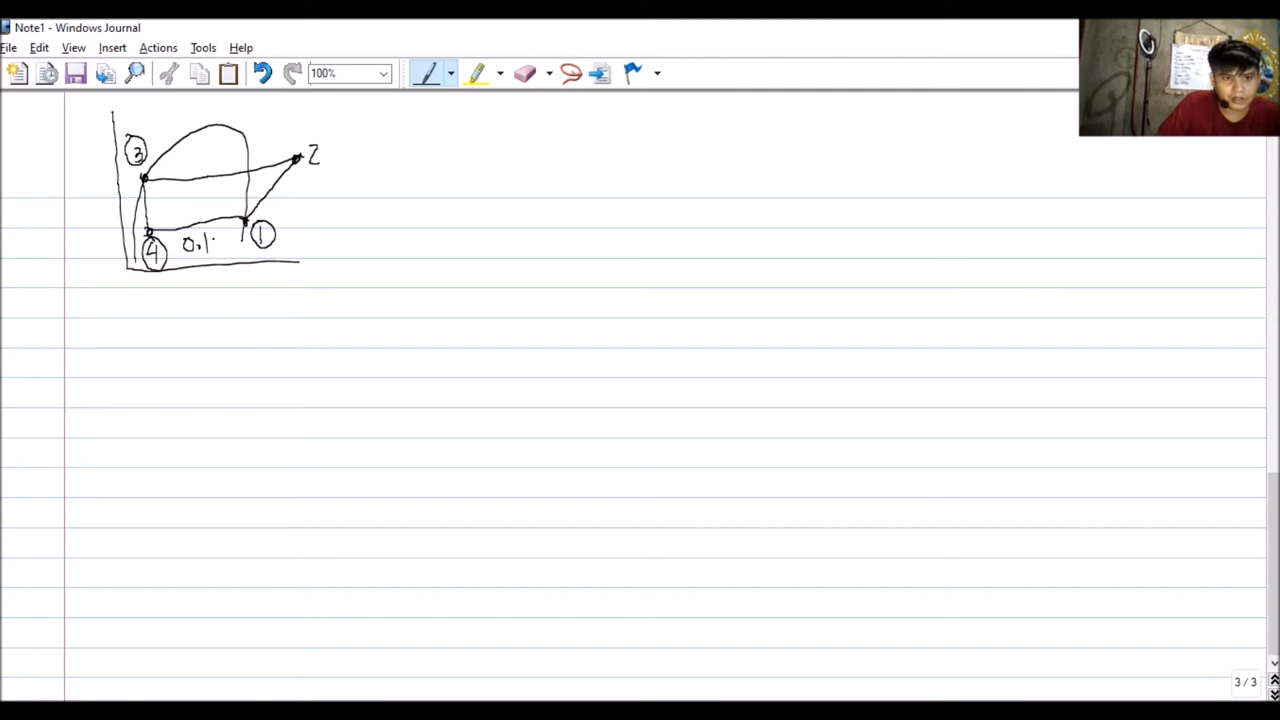 Note1 - Windows Journal
File Edit View Insert Actions Tools Help
100%
3
2
1
4
0.1
3 / 3